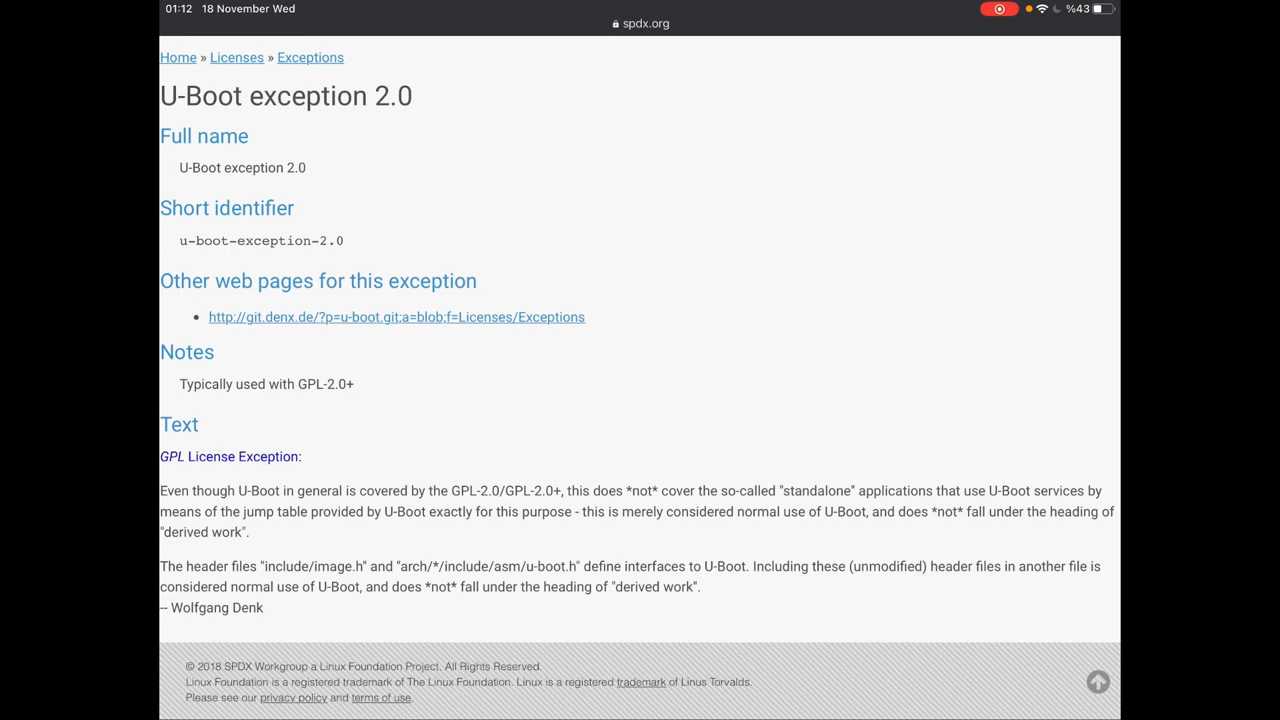 01:12 18 November Wed
%43
spdx.org
Home » Licenses » Exceptions
U-Boot exception 2.0
Full name
U-Boot exception 2.0
Short identifier
u-boot-exception-2.0
Other web pages for this exception
• http://git.denx.de/?p=u-boot.git;a=blob;f=Licenses/Exceptions
Notes
Typically used with GPL-2.0+
Text
GPL License Exception:
Even though U-Boot in general is covered by the GPL-2.0/GPL-2.0+, this does *not* cover the so-called "standalone" applications that use U-Boot services by
means of the jump table provided by U-Boot exactly for this purpose - this is merely considered normal use of U-Boot, and does *not* fall under the heading of
"derived work".
The header files "include/image.h" and "arch/*/include/asm/u-boot.h" define interfaces to U-Boot. Including these (unmodified) header files in another file is
considered normal use of U-Boot, and does *not* fall under the heading of "derived work".
-- Wolfgang Denk
© 2018 SPDX Workgroup a Linux Foundation Project. All Rights Reserved.
Linux Foundation is a registered trademark of The Linux Foundation. Linux is a registered trademark of Linus Torvalds.
Please see our privacy policy and terms of use.